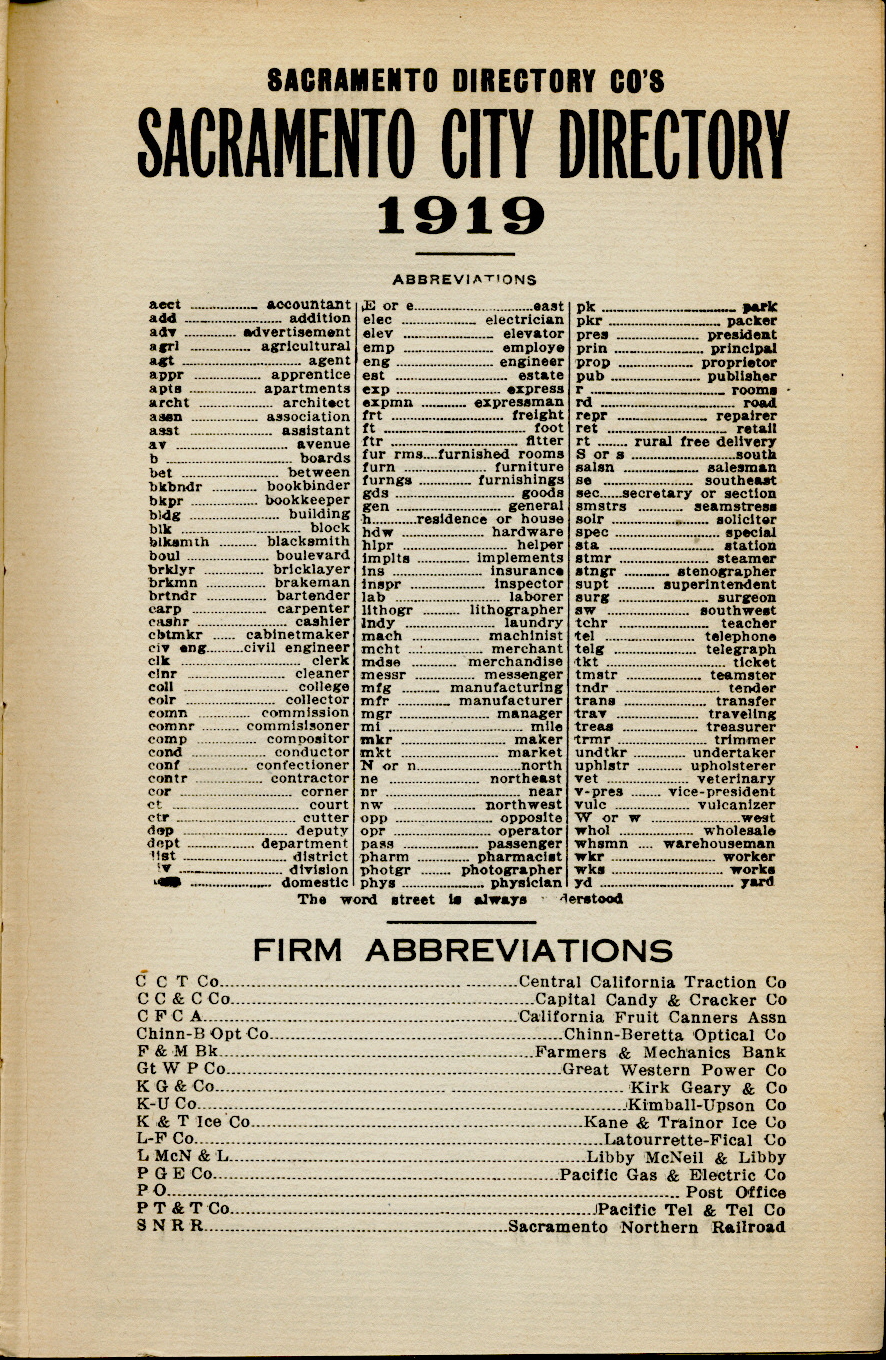 SACRAMENTO DIRECTORY CO'S
SACRAMENTO CITY DIRECTORY
1919
ABBREVIATIONS
acct ................ accountant
add ................ addition
adv ............ advertisement
agrl ................ agricultural
agt ................ agent
appr ................ apprentice
apts ................ apartments
archt ................ architect
assn ................ association
asst ................ assistant
av ................ avenue
b ................ boards
bet ................ between
bkbndr ........... bookbinder
bkpr ............ bookkeeper
bldg ................ building
blk ................ block
blksmith ......... blacksmith
boul ................ boulevard
brklyr ............ bricklayer
brkmn ............ brakeman
brtndr ............ bartender
carp ................ carpenter
cashr ................ cashier
cbtmkr ...... cabinetmaker
civ eng.........civil engineer
clk ................ clerk
clnr ................ cleaner
coll ................ college
colr ................ collector
comn ............ commission
comnr .......... commisisoner
comp ............ compositor
cond ................ conductor
conf ............ confectioner
contr ............ contractor
cor ................ corner
ct ................ court
ctr ................ cutter
dep ................ deputy
dept ............ department
dist ................ district
v ................ division
................ domestic
E or e................east
elec ................ electrician
elev ................ elevator
emp ................ employe
eng ................ engineer
est ................ estate
exp ................ express
expmn .......... expressman
frt ................ freight
ft ................ foot
ftr ................ fitter
fur rms....furnished rooms
furn ................ furniture
furngs ............ furnishings
gds ................ goods
gen ................ general
h...........residence or house
hdw ................ hardware
hlpr ................ helper
implts ............ implements
ins ................ insurance
inspr ................ inspector
lab ................ laborer
lithogr ......... lithographer
lndy ................ laundry
mach ................ machinist
mcht ................ merchant
mdse .......... merchandise
messr ............ messenger
mfg ......... manufacturing
mfr ............ manufacturer
mgr ................ manager
mi ................ mile
mkr ................ maker
mkt ................ market
N or n................north
ne ................ northeast
nr ................ near
nw ................ northwest
opp ................ opposite
opr ................ operator
pass ................ passenger
pharm ............ pharmacist
photgr ......... photographer
phys ................ physician
pk ................ park
pkr ................ packer
pres ................ president
prin ................ principal
prop ................ proprietor
pub ................ publisher
r ................ rooms
rd ................ road
repr ................ repairer
ret ................ retail
rt ....... rural free delivery
S or s ................south
salsn ................ salesman
se ................ southeast
sec.....secretary or section
smstrs ............ seamstress
solr ................ soliciter
spec ................ special
sta ................ station
stmr ................ steamer
stngr ......... stenographer
supt ........ superintendent
surg ................ surgeon
sw ................ southwest
tchr ................ teacher
tel ................ telephone
telg ................ telegraph
tkt ................ ticket
tmstr ................ teamster
tndr ................ tender
trans ................ transfer
trav ................ traveling
treas ................ treasurer
trmr ................ trimmer
undtkr ............ undertaker
uphlstr .......... upholsterer
vet ................ veterinary
v-pres ....... vice-president
vulc ................ vulcanizer
W or w ................west
whol ................ wholesale
whsmn .... warehouseman
wkr ................ worker
wks ................ works
yd ................ yard
The word street is always derstood
FIRM ABBREVIATIONS
C C T Co................Central California Traction Co
C C & C Co................Capital Candy & Cracker Co
C F C A................California Fruit Canners Assn
Chinn-B Opt Co................Chinn-Beretta Optical Co
F & M Bk................Farmers & Mechanics Bank
Gt W P Co................Great Western Power Co
K G & Co................Kirk Geary & Co
K-U Co................Kimball-Upson Co
K & T Ice Co................Kane & Trainor Ice Co
L-F Co................Latourrette-Fical Co
L McN & L................Libby McNeil & Libby
P G E Co................Pacific Gas & Electric Co
P O................ Post Office
P T & T Co................Pacific Tel & Tel Co
S N R R................Sacramento Northern Railroad